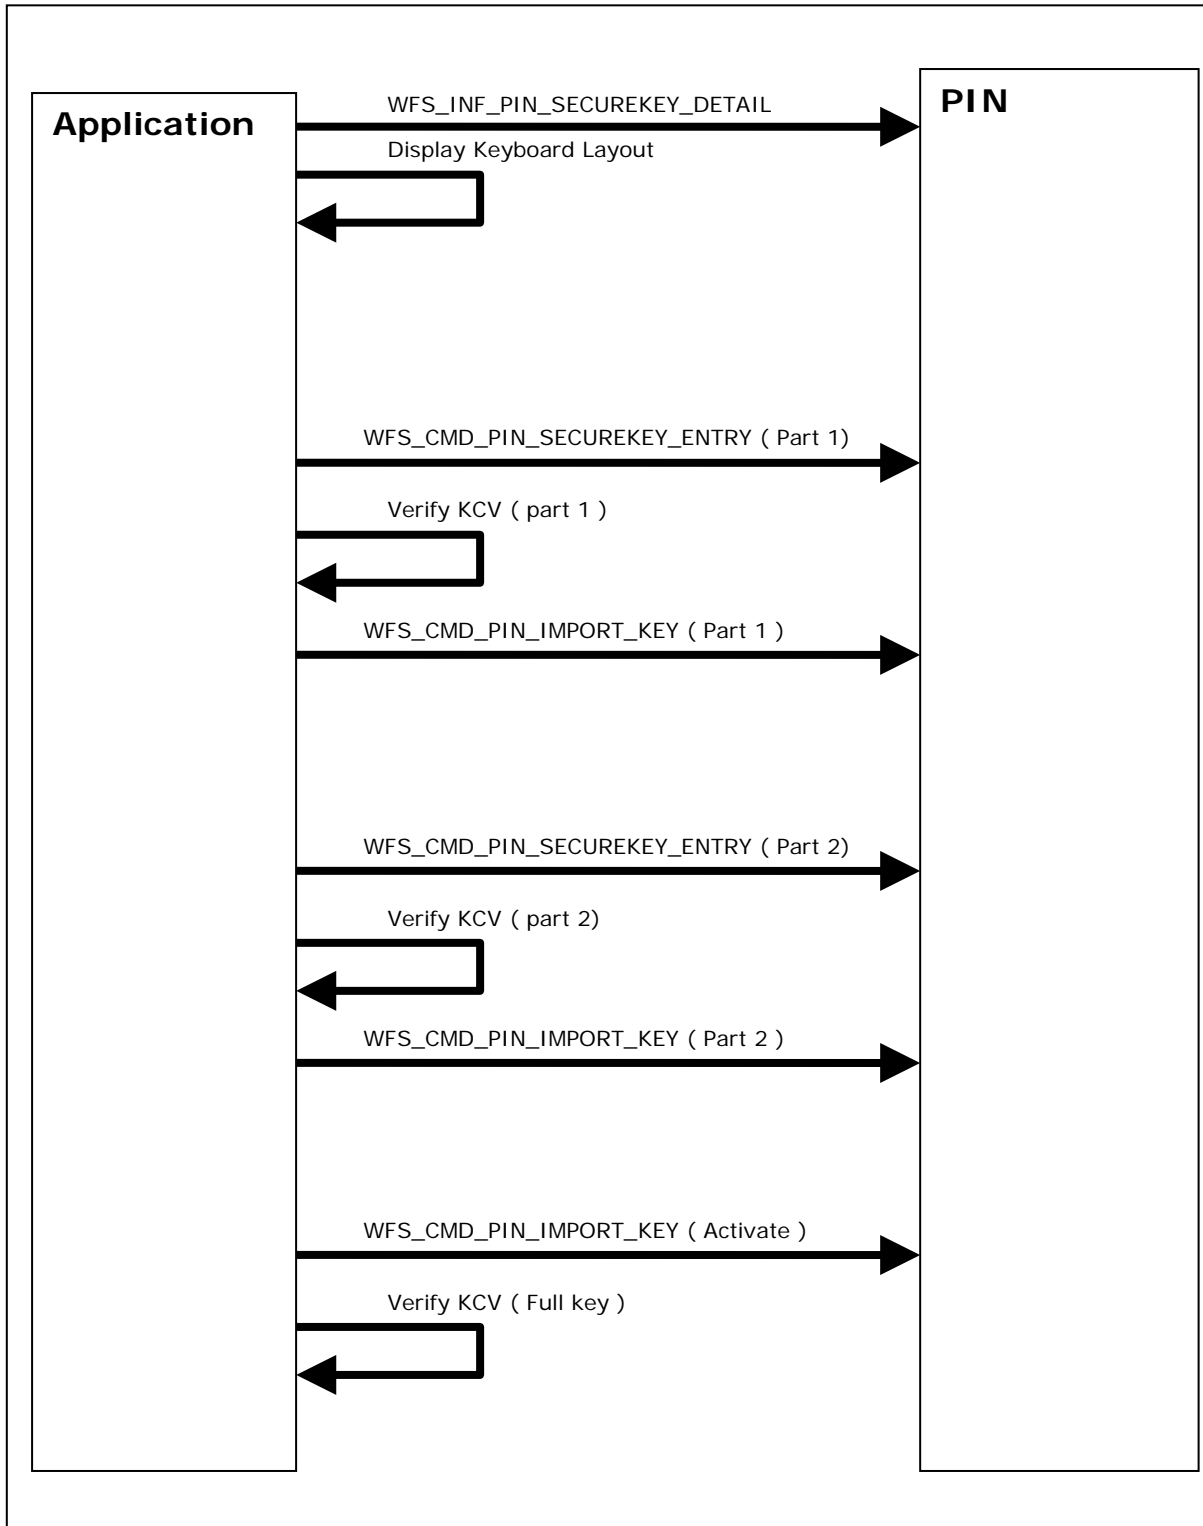 Application
PIN
WFS_INF_PIN_SECUREKEY_DETAIL
Display Keyboard Layout
WFS_CMD_PIN_SECUREKEY_ENTRY ( Part 1)
Verify KCV ( part 1 )
WFS_CMD_PIN_IMPORT_KEY ( Part 1 )
WFS_CMD_PIN_SECUREKEY_ENTRY ( Part 2)
Verify KCV ( part 2)
WFS_CMD_PIN_IMPORT_KEY ( Part 2 )
WFS_CMD_PIN_IMPORT_KEY ( Activate )
Verify KCV ( Full key )